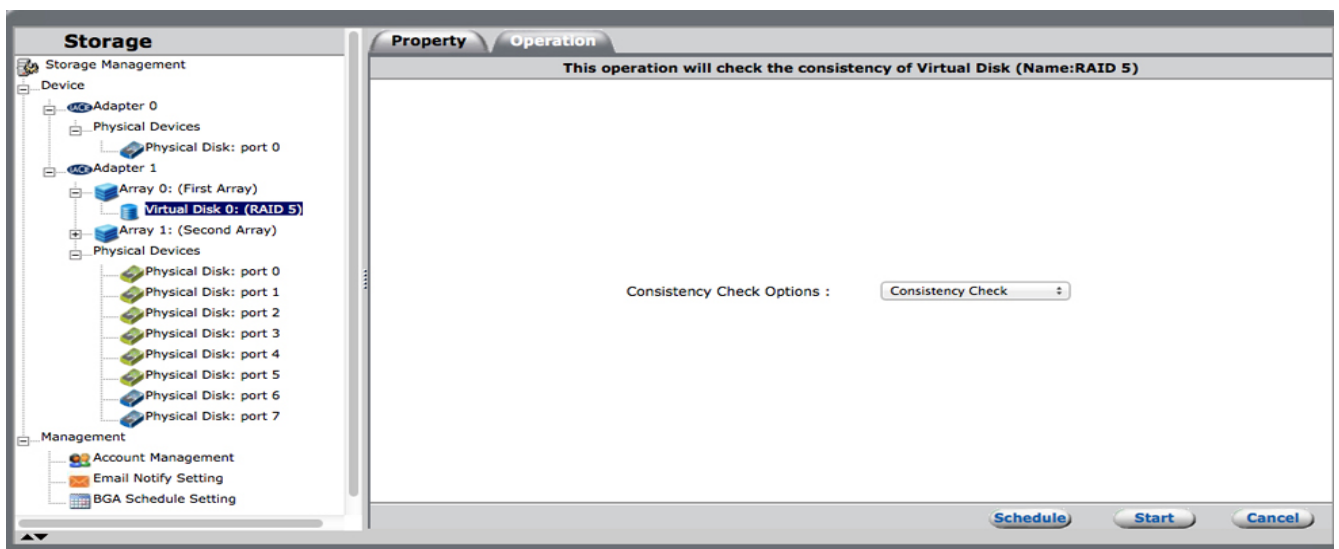 Storage
Storage Management
Device
Adapter 0
Physical Devices
Physical Disk: port 0
Adapter 1
Array 0: (First Array)
Virtual Disk 0: (RAID 5)
Array 1: (Second Array)
Physical Devices
Physical Disk: port 0
Physical Disk: port 1
Physical Disk: port 2
Physical Disk: port 3
Physical Disk: port 4
Physical Disk: port 5
Physical Disk: port 6
Physical Disk: port 7
Management
Account Management
Email Notify Setting
BGA Schedule Setting
Property Operation
This operation will check the consistency of Virtual Disk (Name:RAID 5)
Consistency Check Options : Consistency Check
Schedule Start Cancel